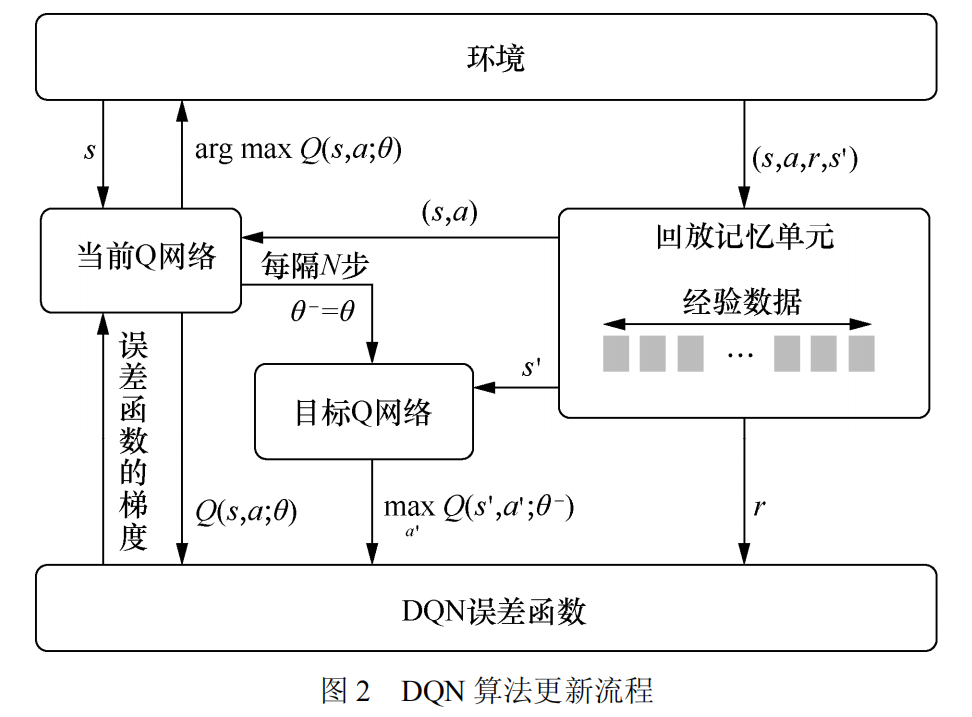 环境
s
arg max Q(s,a;θ)
(s,a,r,s')
(s,a)
当前Q网络
回放记忆单元
每隔N步
θ⁻=θ
经验数据
...
误差函数的梯度
s'
目标Q网络
Q(s,a;θ)
max Q(s',a';θ⁻)
a'
r
DQN误差函数
图 2 DQN 算法更新流程